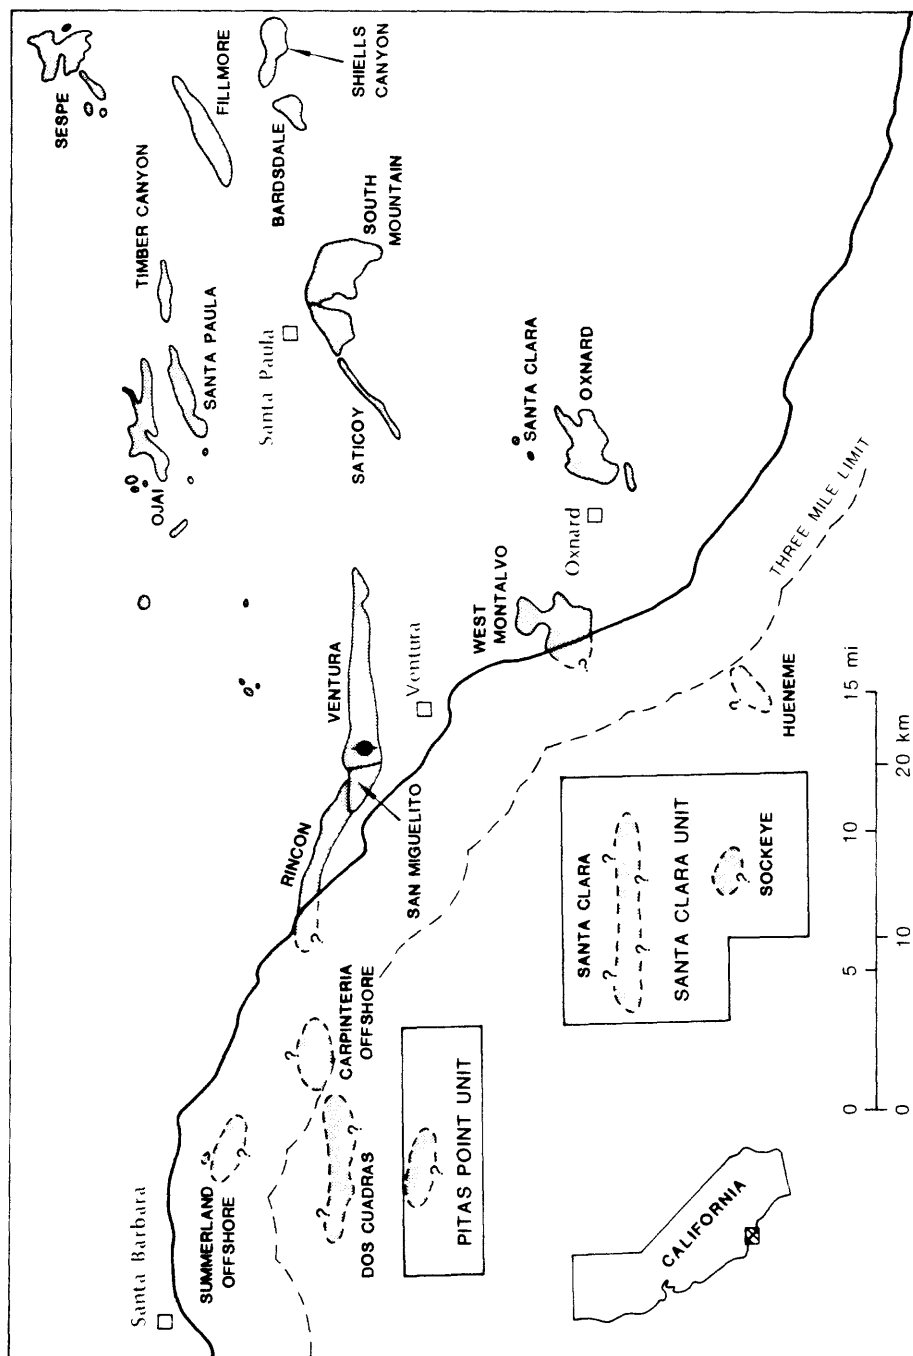 SESPE
FILLMORE
SHIELLS
CANYON
BARDSDALE
TIMBER CANYON
SOUTH
MOUNTAIN
SANTA PAULA
Santa Paula
OJAI
SATICOY
SANTA CLARA
OXNARD
Oxnard
WEST
MONTALVO
?
VENTURA
Ventura
RINCON
?
SAN MIGUELITO
THREE MILE LIMIT
?
HUENEME
Santa Barbara
SUMMERLAND
OFFSHORE
?
?
CARPINTERIA
OFFSHORE
?
?
DOS CUADRAS
?
PITAS POINT UNIT
SANTA CLARA
?
?
?
?
SANTA CLARA UNIT
?
SOCKEYE
CALIFORNIA
0
5
10
15 mi
0
10
20 km